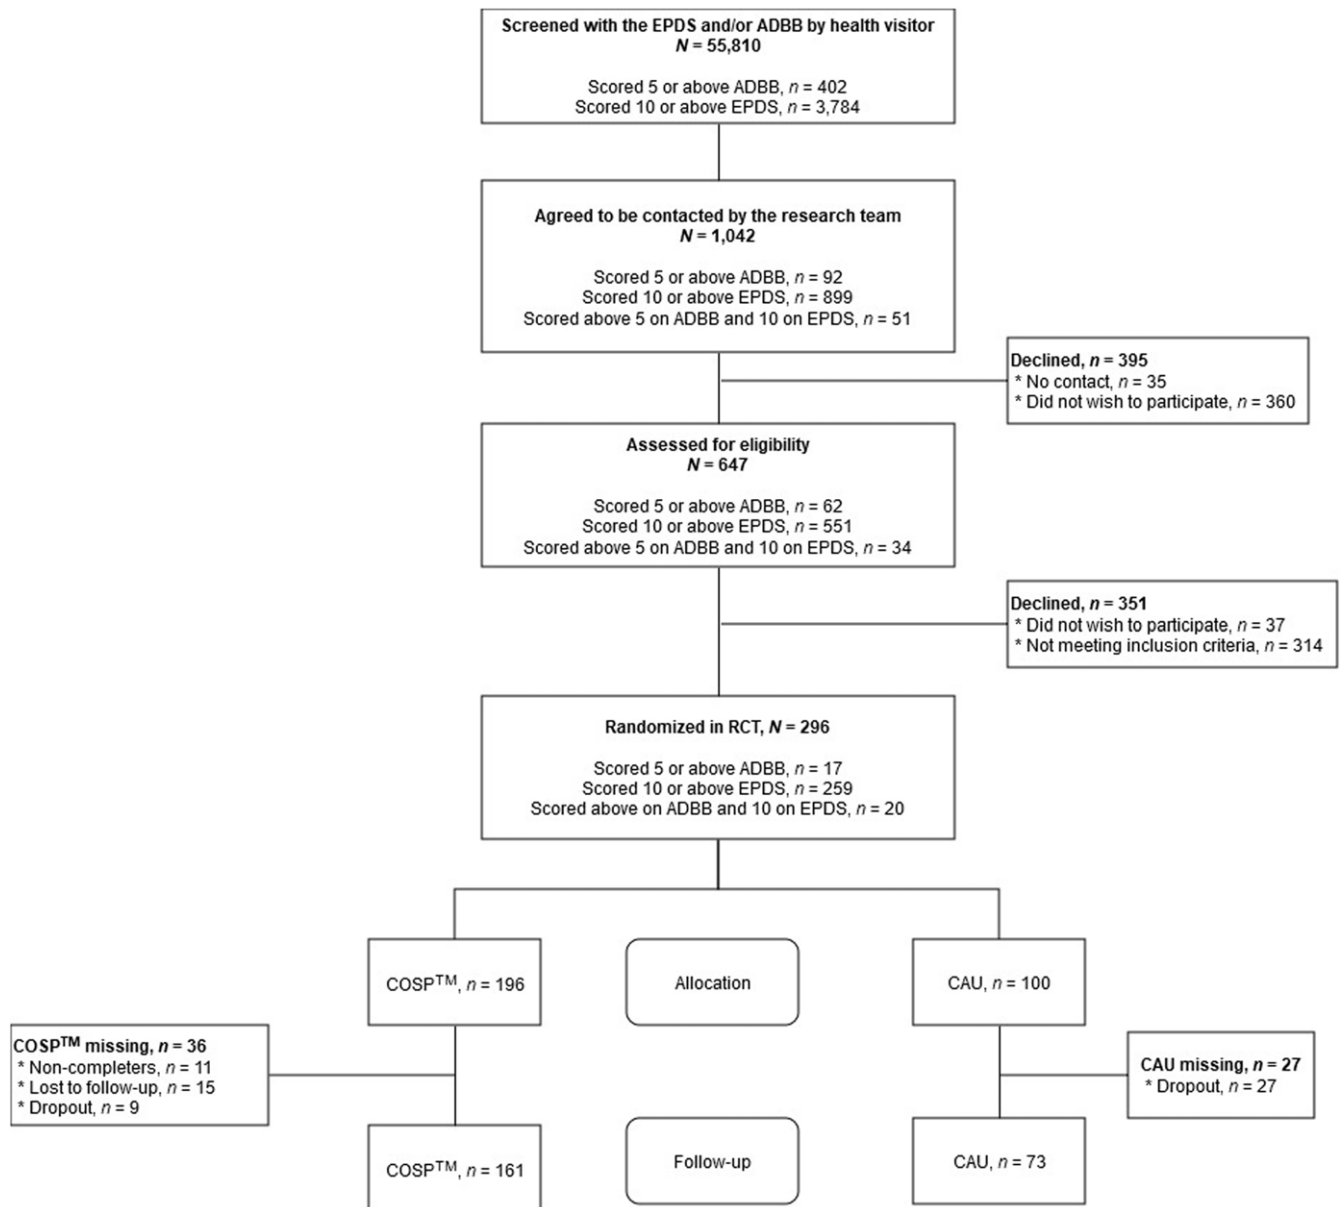 Screened with the EPDS and/or ADBB by health visitor
N = 55,810
Scored 5 or above ADBB, n = 402
Scored 10 or above EPDS, n = 3,784
Agreed to be contacted by the research team
N = 1,042
Scored 5 or above ADBB, n = 92
Scored 10 or above EPDS, n = 899
Scored above 5 on ADBB and 10 on EPDS, n = 51
Declined, n = 395
* No contact, n = 35
* Did not wish to participate, n = 360
Assessed for eligibility
N = 647
Scored 5 or above ADBB, n = 62
Scored 10 or above EPDS, n = 551
Scored above 5 on ADBB and 10 on EPDS, n = 34
Declined, n = 351
* Did not wish to participate, n = 37
* Not meeting inclusion criteria, n = 314
Randomized in RCT, N = 296
Scored 5 or above ADBB, n = 17
Scored 10 or above EPDS, n = 259
Scored above on ADBB and 10 on EPDS, n = 20
COSP™, n = 196
Allocation
CAU, n = 100
COSP™ missing, n = 36
* Non-completers, n = 11
* Lost to follow-up, n = 15
* Dropout, n = 9
CAU missing, n = 27
* Dropout, n = 27
COSP™, n = 161
Follow-up
CAU, n = 73